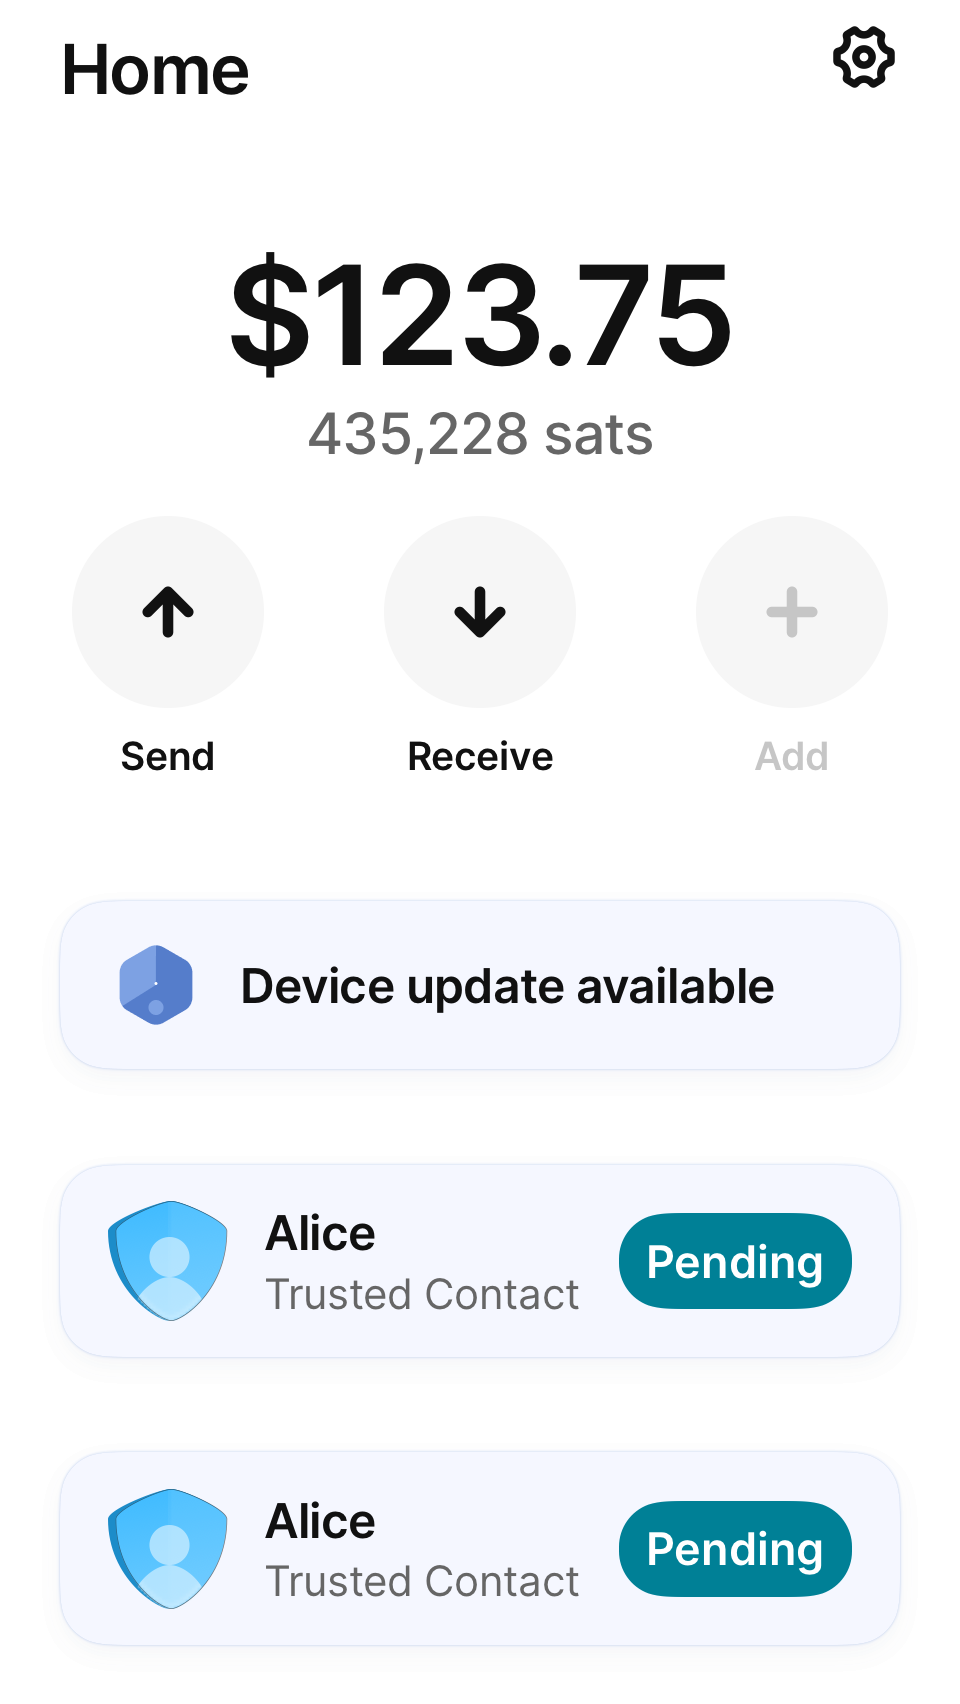 Home
$123.75
435,228 sats
Send
Receive
Add
Device update available
Alice
Trusted Contact
Pending
Alice
Trusted Contact
Pending